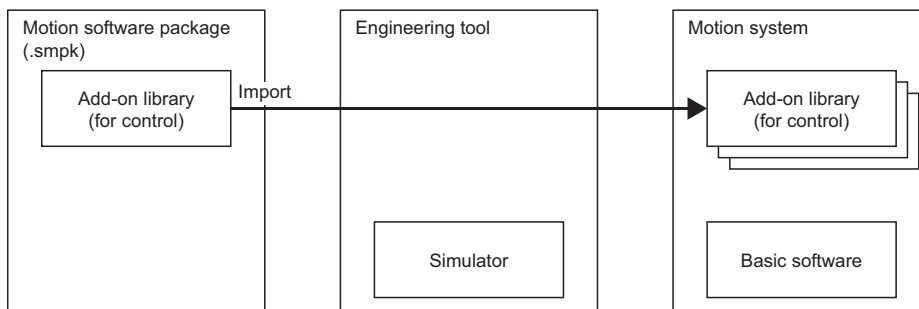 Motion software package
(.smpk)
Add-on library
(for control)
Import
Engineering tool
Simulator
Motion system
Add-on library
(for control)
Basic software